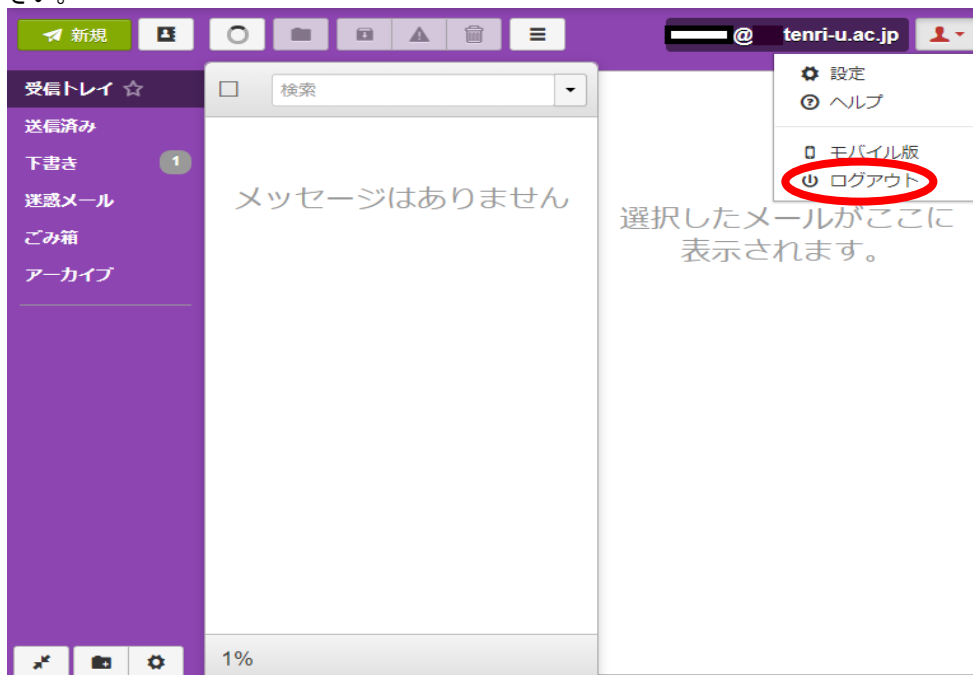 さい。
新規
@ tenri-u.ac.jp
設定
ヘルプ
モバイル版
ログアウト
受信トレイ
送信済み
下書き 1
迷惑メール
ごみ箱
アーカイブ
検索
メッセージはありません
選択したメールがここに
表示されます。
1%